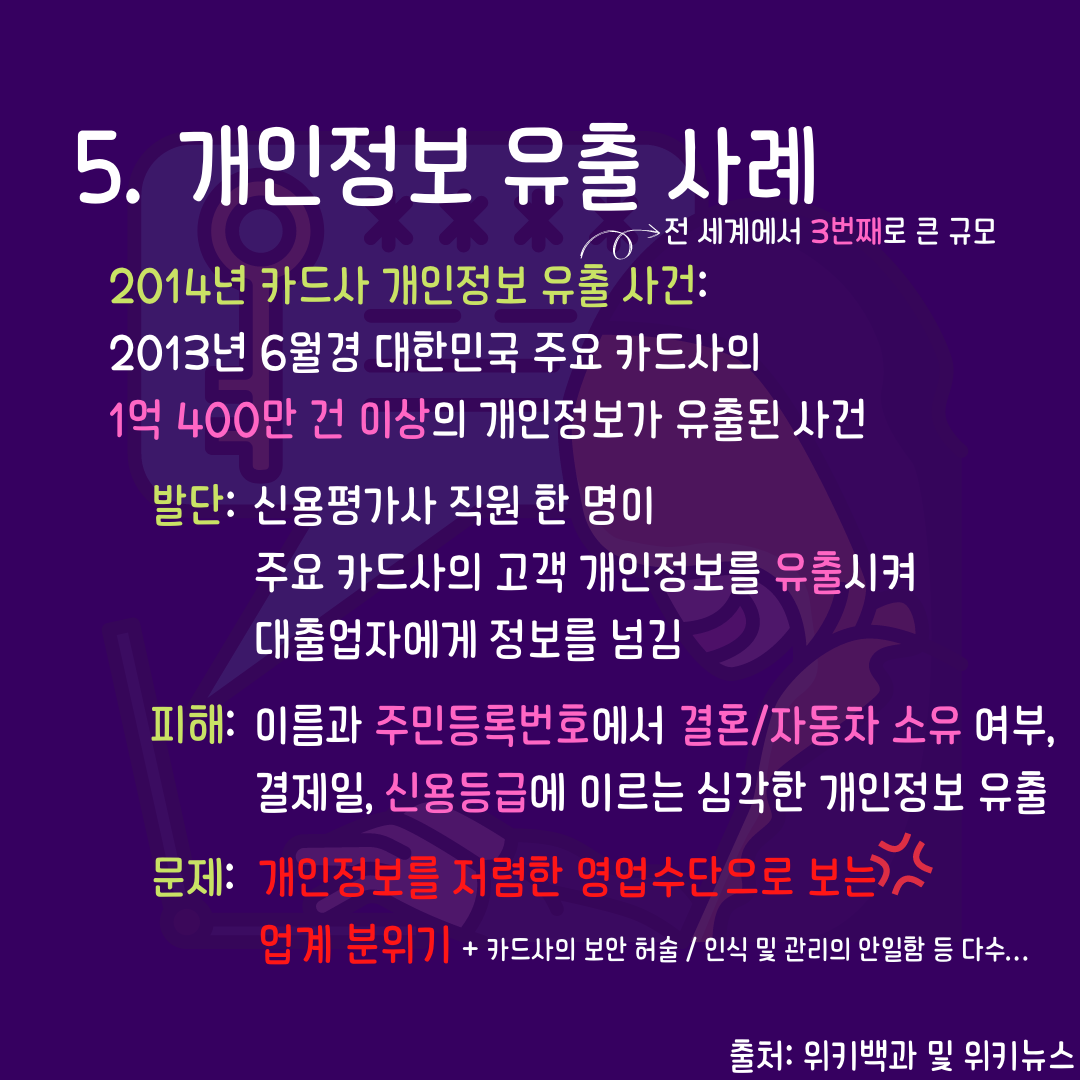 5. 개인정보 유출 사례
전 세계에서 3번째로 큰 규모
2014년 카드사 개인정보 유출 사건:
2013년 6월경 대한민국 주요 카드사의
1억 400만 건 이상의 개인정보가 유출된 사건
발단: 신용평가사 직원 한 명이
주요 카드사의 고객 개인정보를 유출시켜
대출업자에게 정보를 넘김
피해: 이름과 주민등록번호에서 결혼/자동차 소유 여부,
결제일, 신용등급에 이르는 심각한 개인정보 유출
문제: 개인정보를 저렴한 영업수단으로 보는
업계 분위기 + 카드사의 보안 허술 / 인식 및 관리의 안일함 등 다수...
출처: 위키백과 및 위키뉴스